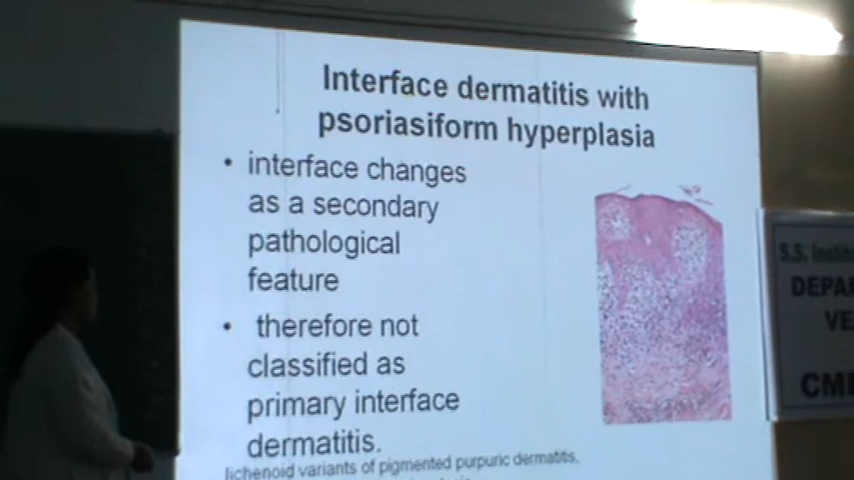 Interface dermatitis with
psoriasiform hyperplasia
• interface changes
as a secondary
pathological
feature
• therefore not
classified as
primary interface
dermatitis.
lichenoid variants of pigmented purpuric dermatitis,
S.S. Instit
DEPA
VE
CM